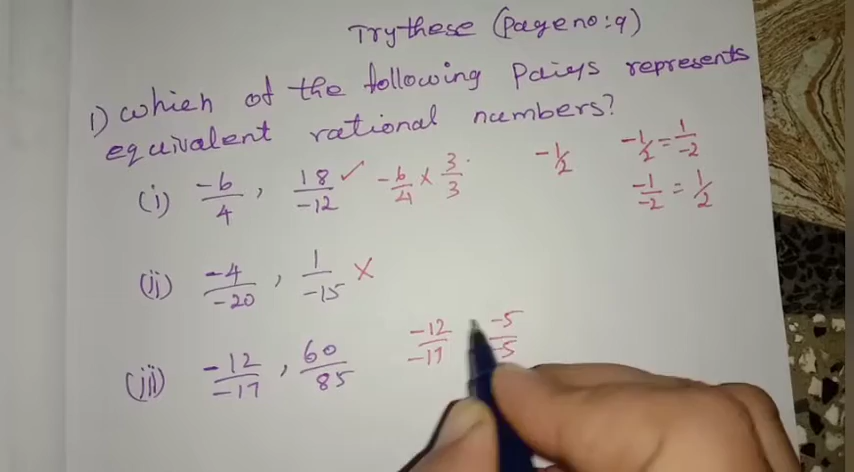 Try these (Page no: 9)
1) Which of the following Pairs represents
equivalent rational numbers?
(i) -6/4 , 18/-12 ✓ -6/4 × 3/3 -1/2 -1/2 = 1/-2
-1/-2 = 1/2
(ii) -4/-20 , 1/-15 ×
(iii) -12/-17 , 60/85 -12/-17 -5/-5